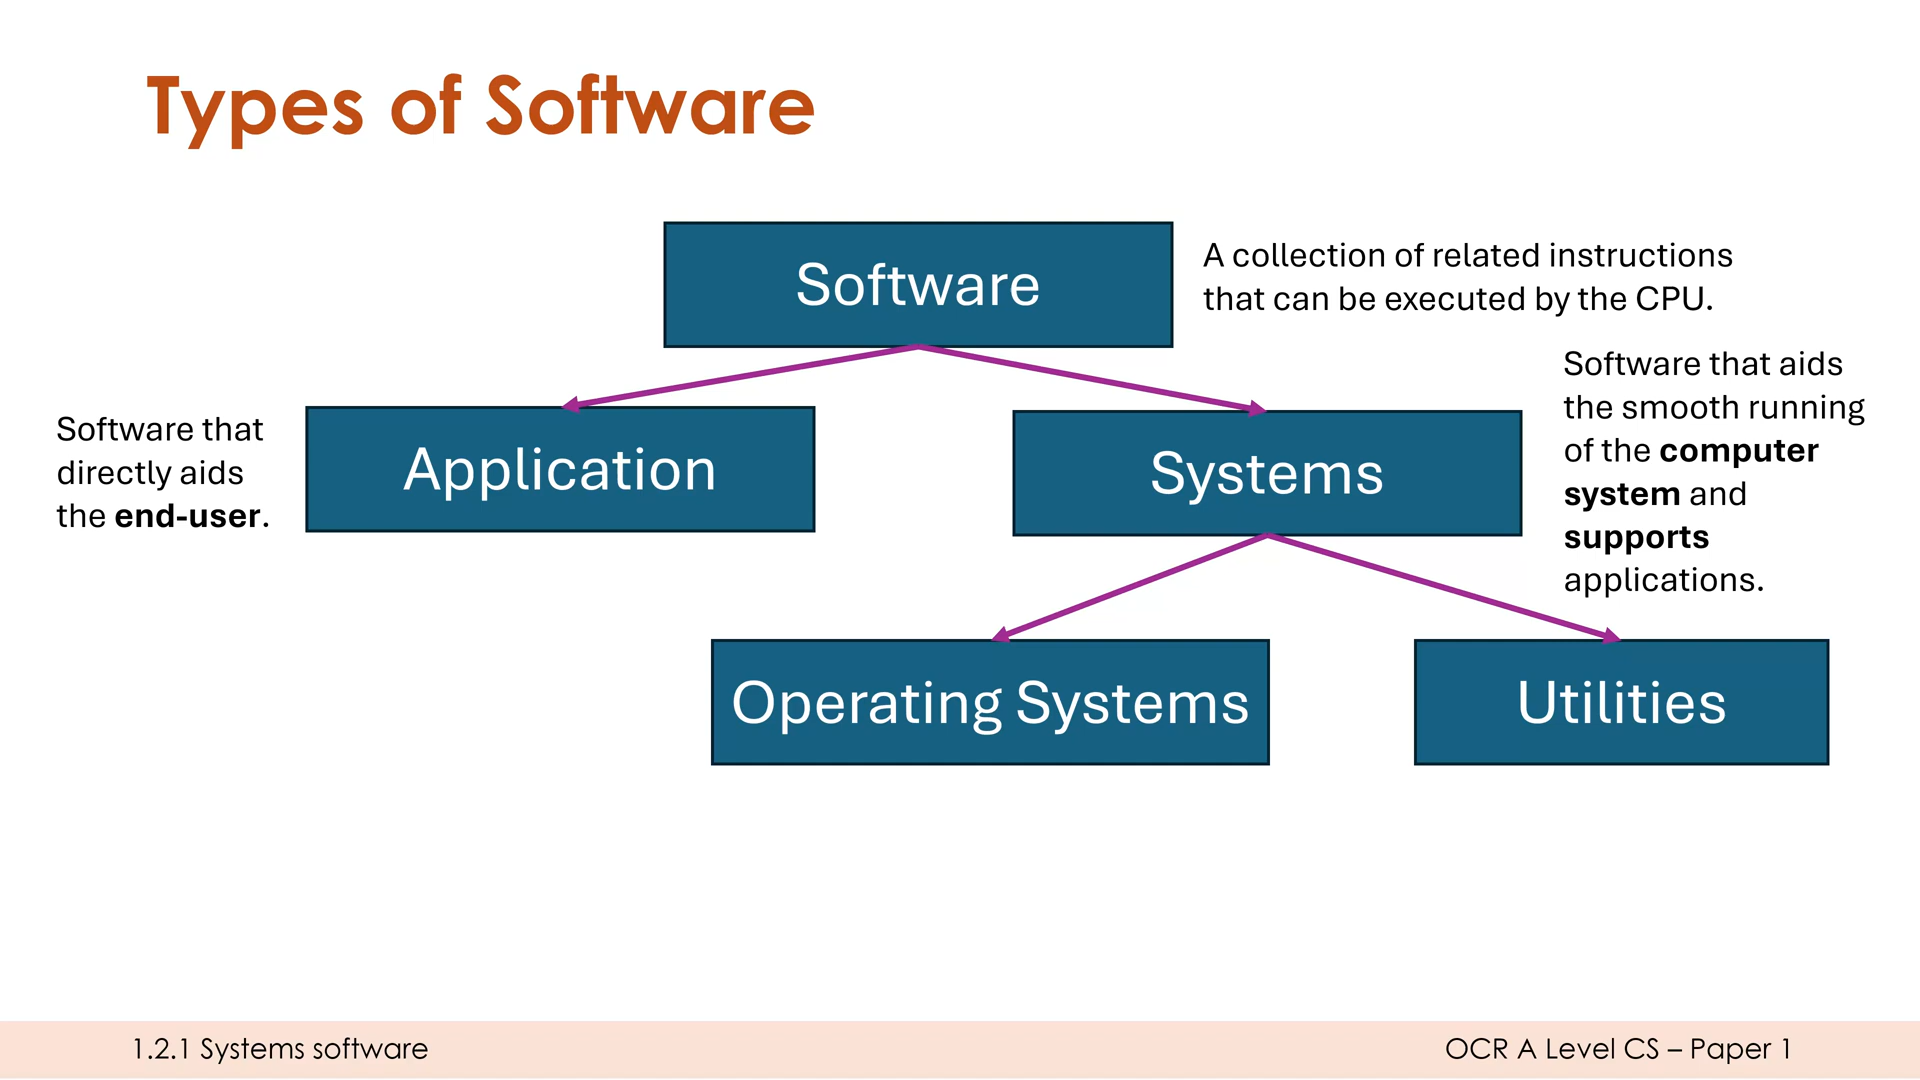 Types of Software
Software
A collection of related instructions
that can be executed by the CPU.
Software that
directly aids
the end-user.
Application
Systems
Software that aids
the smooth running
of the computer
system and
supports
applications.
Operating Systems
Utilities
1.2.1 Systems software
OCR A Level CS – Paper 1